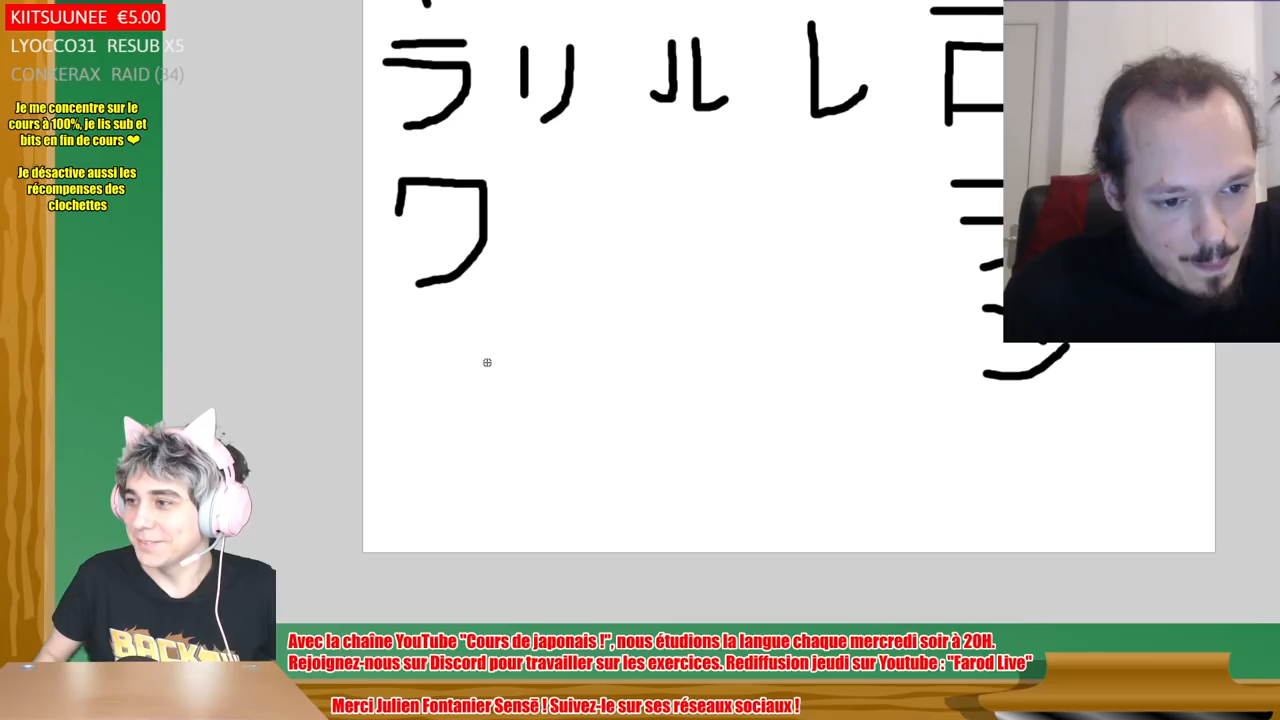 KIITSUUNEE €5.00
LYOCCO31 RESUB X5
CONKERAX RAID (34)
Je me concentre sur le
cours à 100%, je lis sub et
bits en fin de cours ❤
Je désactive aussi les
récompenses des
clochettes
ラ リ ル レ ロ
ワ ヲ
ン
BACK
Avec la chaîne YouTube "Cours de japonais !", nous étudions la langue chaque mercredi soir à 20H.
Rejoignez-nous sur Discord pour travailler sur les exercices. Rediffusion jeudi sur Youtube : "Farod Live"
Merci Julien Fontanier Sensē ! Suivez-le sur ses réseaux sociaux !